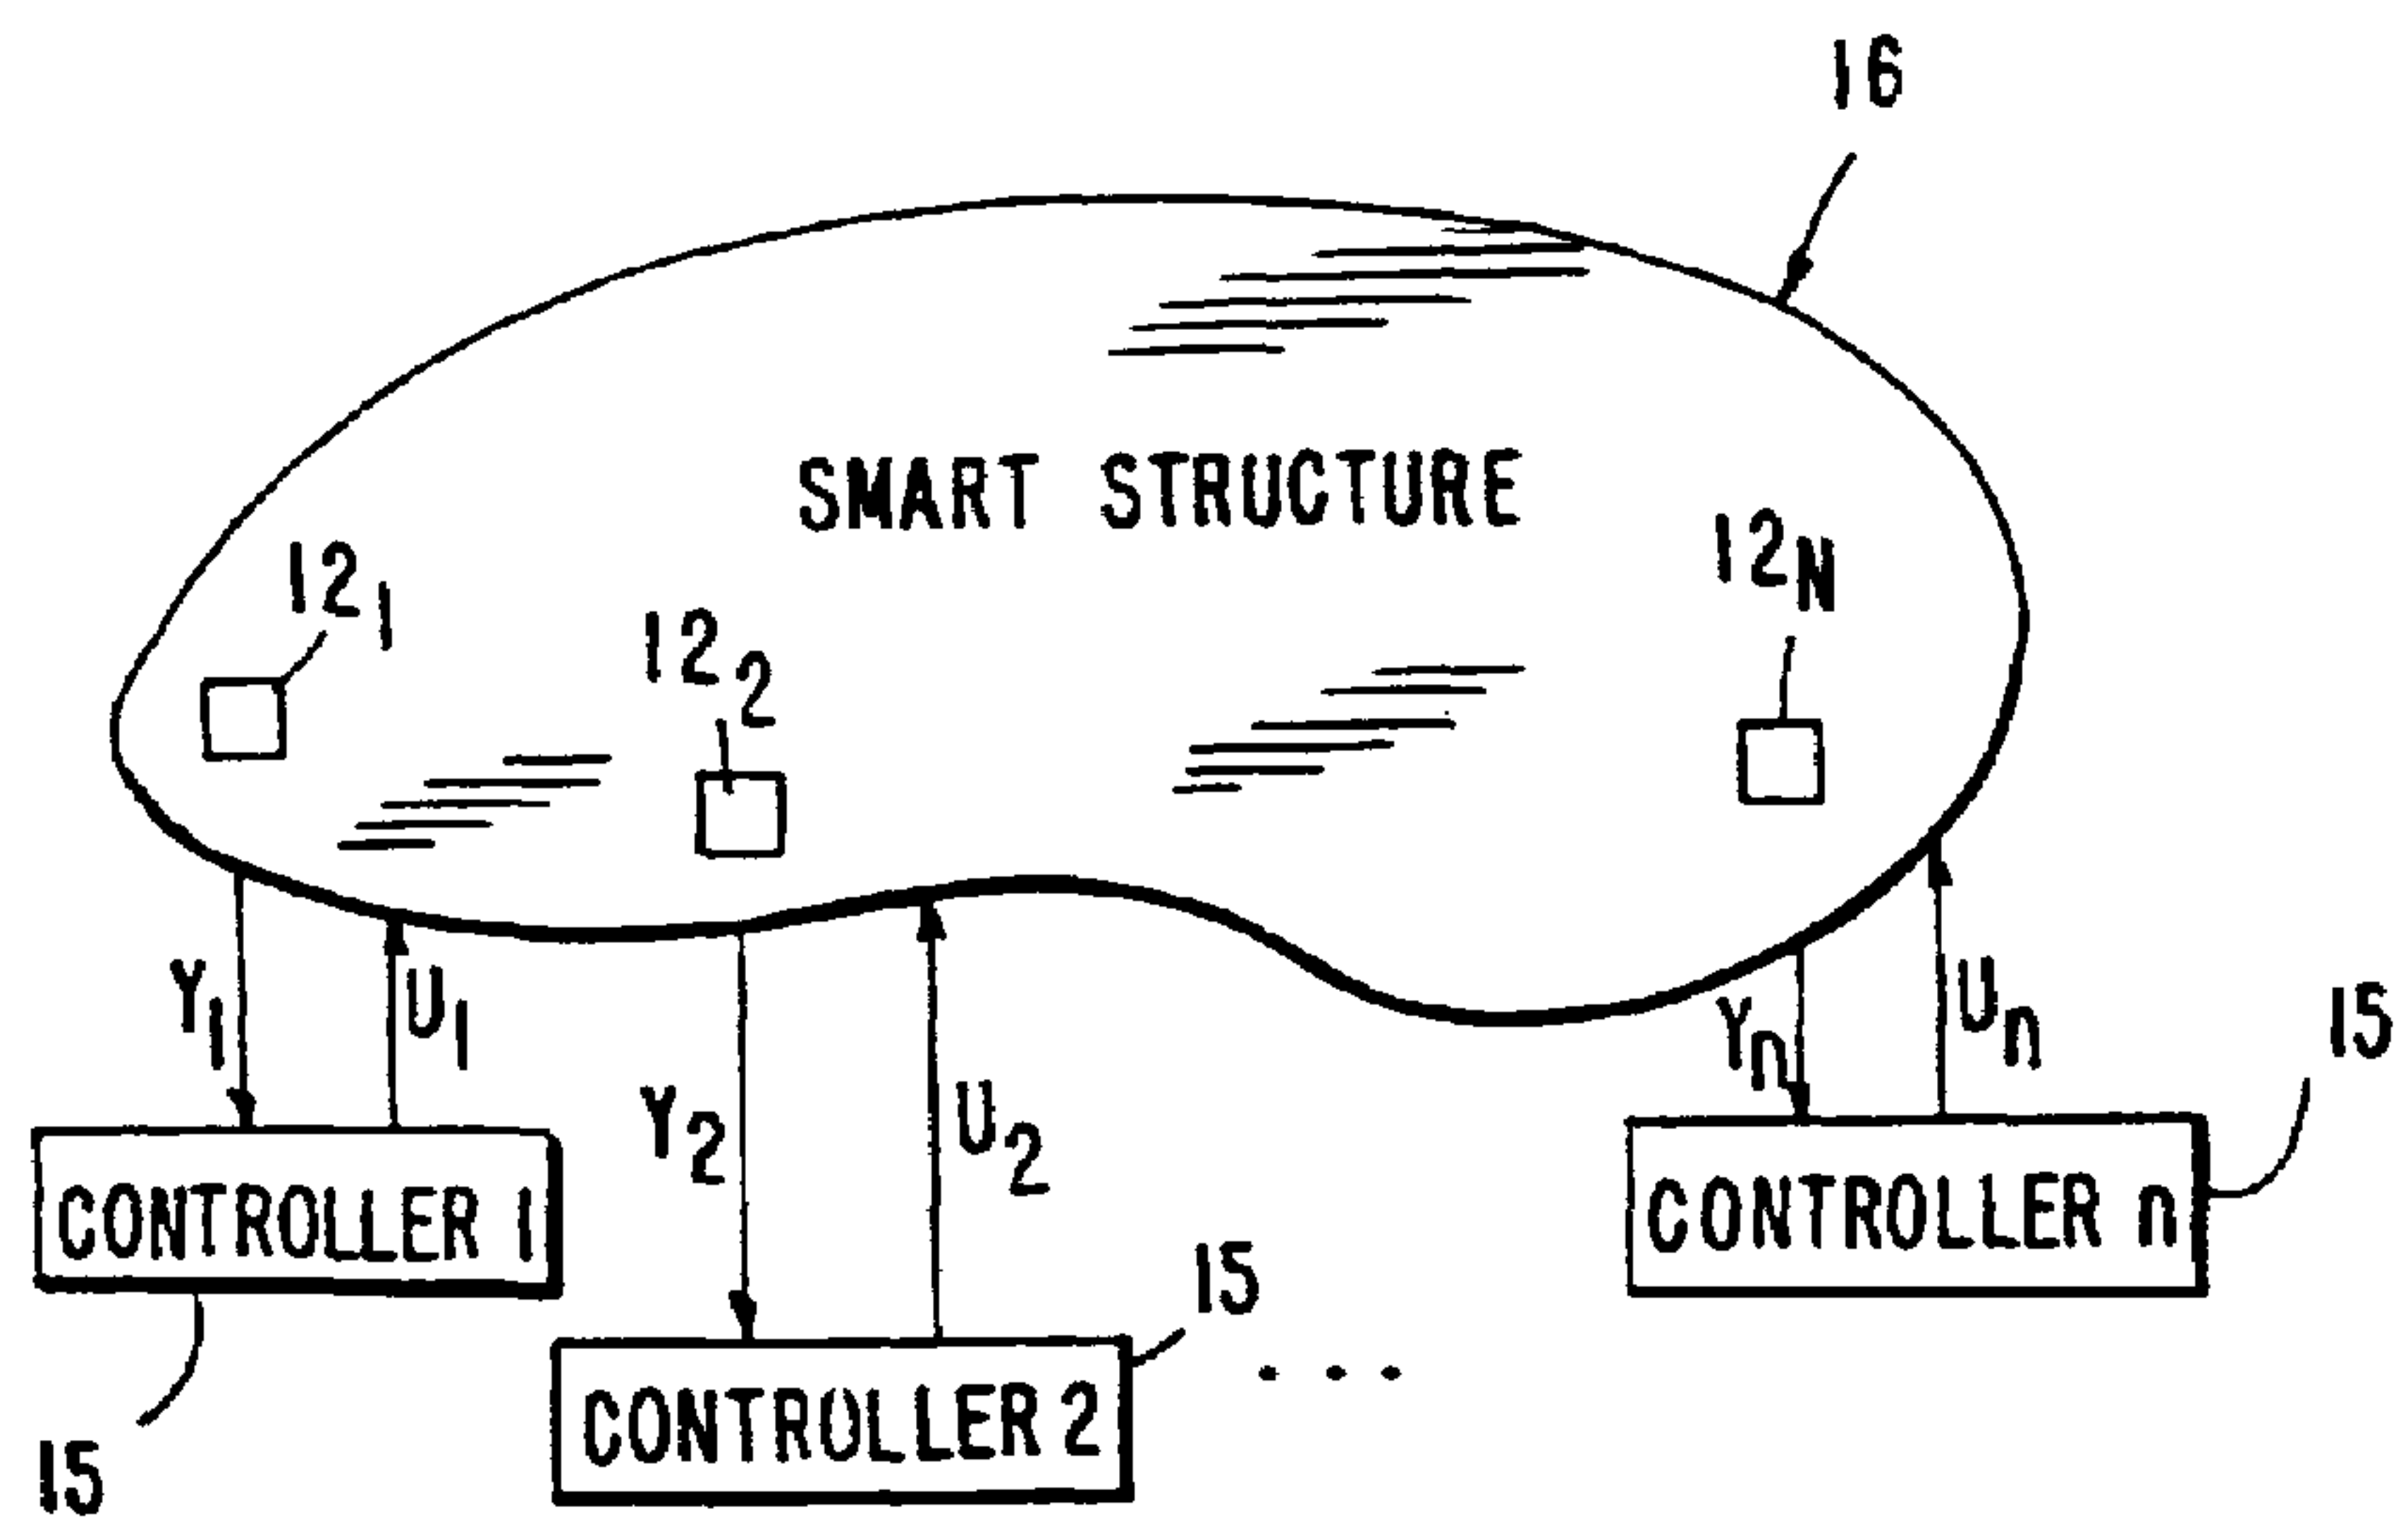 16
SMART STRUCTURE
12₁
12₂
12N
Y₁
U₁
Y₂
U₂
Yn
Un
15
CONTROLLER 1
CONTROLLER n
15
CONTROLLER 2
...
15